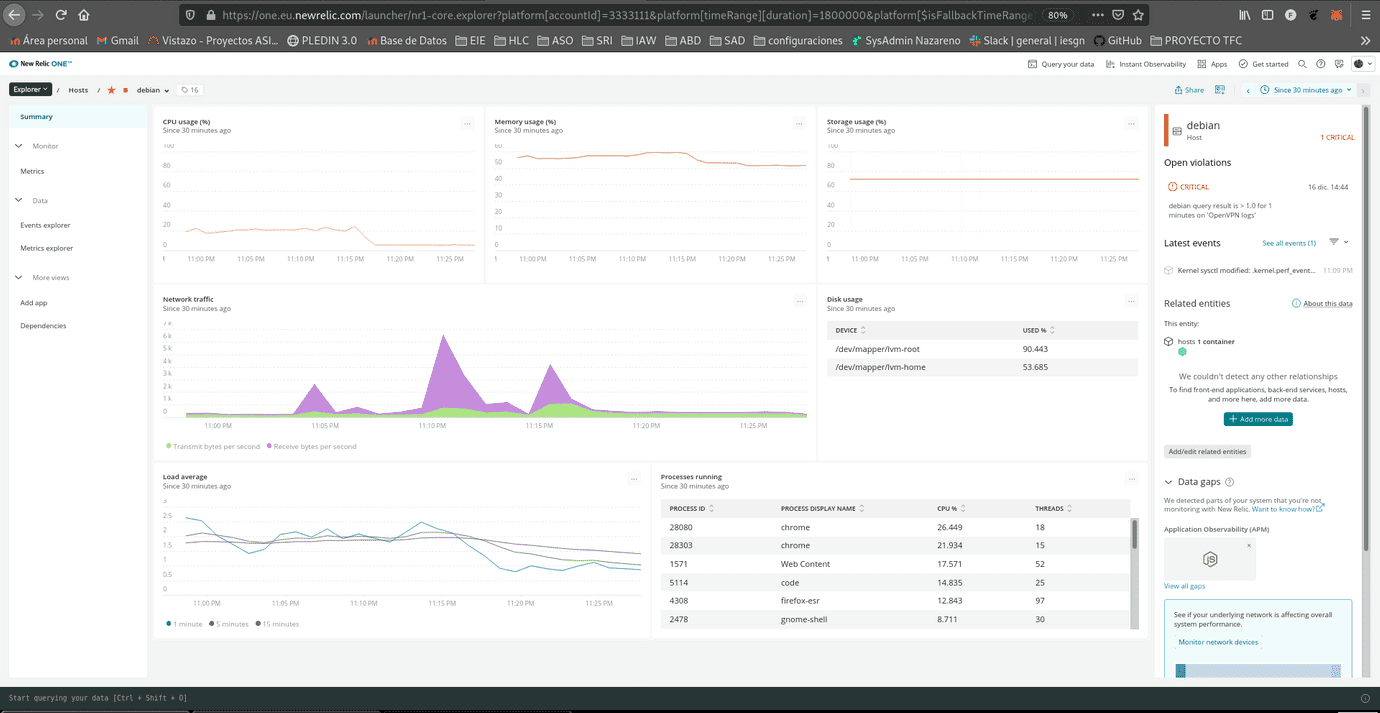 https://one.eu.newrelic.com/launcher/nr1-core.explorer?platform[accountId]=3333111&platform[timeRange][duration]=1800000&platform[$isFallbackTimeRange
80%
Área personal
Gmail
Vistazo - Proyectos ASI...
PLEDIN 3.0
Base de Datos
EIE
HLC
ASO
SRI
IAW
ABD
SAD
configuraciones
SysAdmin Nazareno
Slack | general | iesgn
GitHub
PROYECTO TFC
New Relic ONE™
Query your data
Instant Observability
Apps
Get started
Explorer
/ Hosts / debian
16
Share
Since 30 minutes ago
Summary
Monitor
Metrics
Data
Events explorer
Metrics explorer
More views
Add app
Dependencies
CPU usage (%)
Since 30 minutes ago
100
80
60
40
20
0
11:00 PM 11:05 PM 11:10 PM 11:15 PM 11:20 PM 11:25 PM
Memory usage (%)
Since 30 minutes ago
60
50
40
30
20
10
0
11:00 PM 11:05 PM 11:10 PM 11:15 PM 11:20 PM 11:25 PM
Storage usage (%)
Since 30 minutes ago
100
80
60
40
20
0
11:00 PM 11:05 PM 11:10 PM 11:15 PM 11:20 PM 11:25 PM
Network traffic
Since 30 minutes ago
7 k
6 k
5 k
4 k
3 k
2 k
1 k
0
11:00 PM 11:05 PM 11:10 PM 11:15 PM 11:20 PM 11:25 PM
Transmit bytes per second Receive bytes per second
Disk usage
Since 30 minutes ago
DEVICE USED %
/dev/mapper/lvm-root 90.443
/dev/mapper/lvm-home 53.685
Load average
Since 30 minutes ago
3
2.5
2
1.5
1
0.5
0
11:00 PM 11:05 PM 11:10 PM 11:15 PM 11:20 PM 11:25 PM
1 minute 5 minutes 15 minutes
Processes running
Since 30 minutes ago
PROCESS ID PROCESS DISPLAY NAME CPU % THREADS
28080 chrome 26.449 18
28303 chrome 21.934 15
1571 Web Content 17.571 52
5114 code 14.835 25
4308 firefox-esr 12.843 97
2478 gnome-shell 8.711 30
debian
Host
1 CRITICAL
Open violations
CRITICAL 16 dic. 14:44
debian query result is > 1.0 for 1
minutes on 'OpenVPN logs'
Latest events
See all events (1)
Kernel sysctl modified: .kernel.perf_event... 11:09 PM
Related entities
About this data
This entity:
hosts 1 container
We couldn't detect any other relationships
To find front-end applications, back-end services, hosts,
and more here, add more data.
Add more data
Add/edit related entities
Data gaps
We detected parts of your system that you're not
monitoring with New Relic. Want to know how?
Application Observability (APM)
View all gaps
See if your underlying network is affecting overall
system performance.
Monitor network devices
Start querying your data [Ctrl + Shift + O]